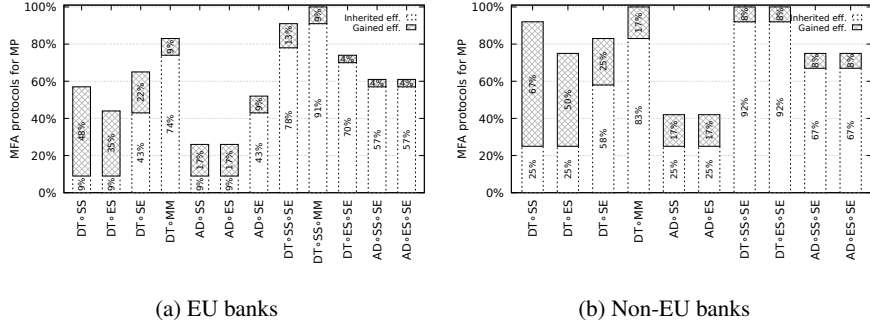 MFA protocols for MP
100%
80%
60%
40%
20%
0%
Inherited eff.
Gained eff.
9% 48%
9% 35%
43% 22%
74% 9%
9% 17%
9% 17%
43% 9%
78% 13%
91% 9%
70% 4%
57% 4%
57% 4%
DT∘SS
DT∘ES
DT∘SE
DT∘MM
AD∘SS
AD∘ES
AD∘SE
DT∘SS∘SE
DT∘SS∘MM
DT∘ES∘SE
AD∘SS∘SE
AD∘ES∘SE
(a) EU banks
MFA protocols for MP
100%
80%
60%
40%
20%
0%
Inherited eff.
Gained eff.
25% 67%
25% 50%
58% 25%
83% 17%
25% 17%
25% 17%
92% 8%
92% 8%
67% 8%
67% 8%
DT∘SS
DT∘ES
DT∘SE
DT∘MM
AD∘SS
AD∘ES
DT∘SS∘SE
DT∘ES∘SE
AD∘SS∘SE
AD∘ES∘SE
(b) Non-EU banks